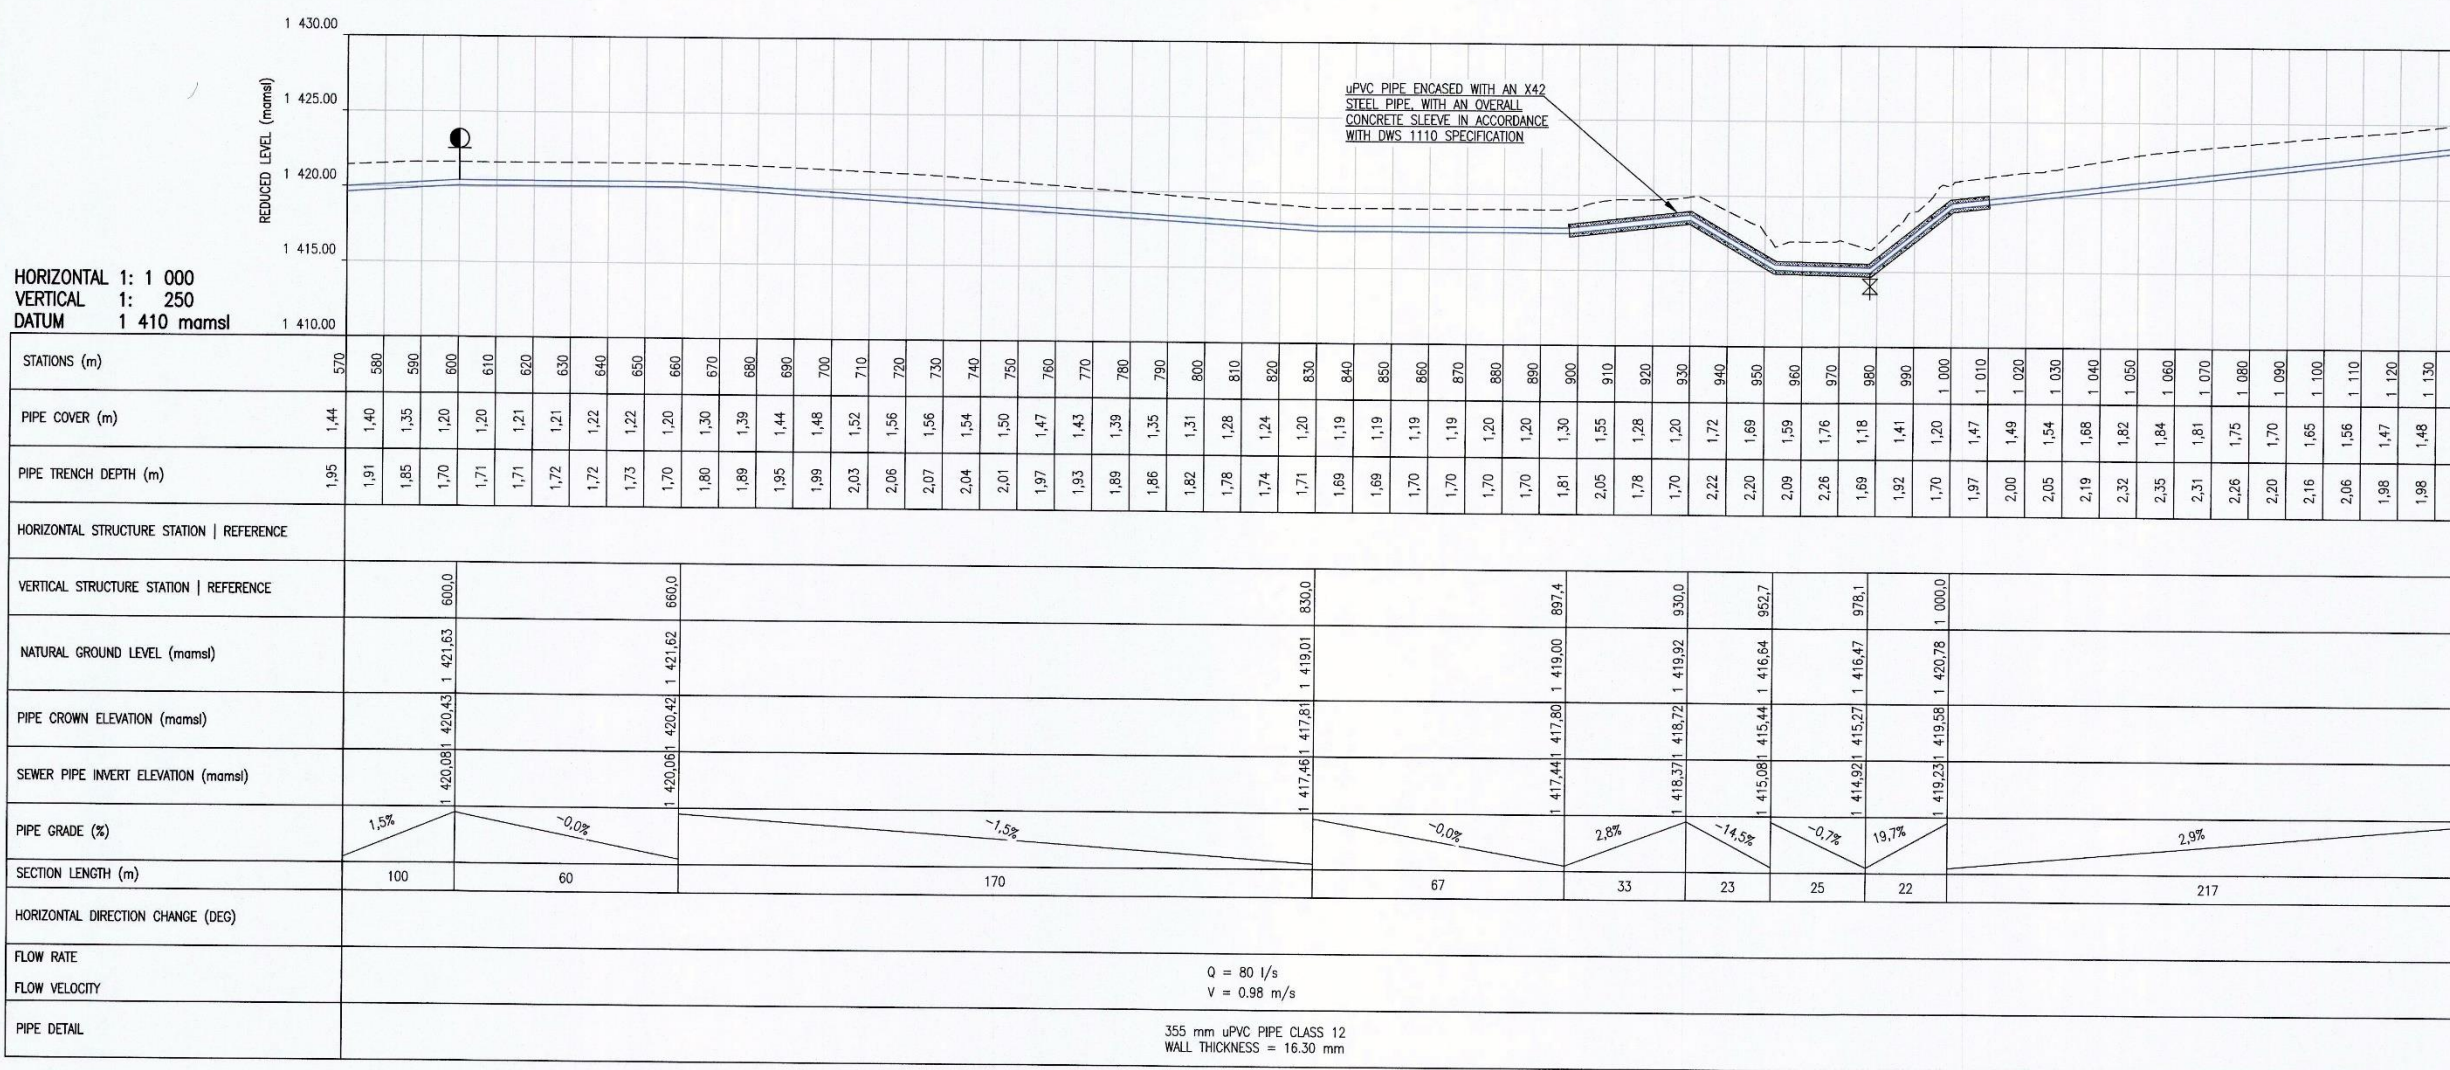 1 430.00
1 425.00
1 420.00
1 415.00
1 410.00
REDUCED LEVEL (mamsl)
uPVC PIPE ENCASED WITH AN X42
STEEL PIPE, WITH AN OVERALL
CONCRETE SLEEVE IN ACCORDANCE
WITH DWS 1110 SPECIFICATION
HORIZONTAL 1: 1 000
VERTICAL 1: 250
DATUM 1 410 mamsl
STATIONS (m) 570 580 590 600 610 620 630 640 650 660 670 680 690 700 710 720 730 740 750 760 770 780 790 800 810 820 830 840 850 860 870 880 890 900 910 920 930 940 950 960 970 980 990 1 000 1 010 1 020 1 030 1 040 1 050 1 060 1 070 1 080 1 090 1 100 1 110 1 120 1 130
PIPE COVER (m) 1,44 1,40 1,35 1,20 1,20 1,21 1,21 1,22 1,22 1,20 1,30 1,39 1,44 1,48 1,52 1,56 1,56 1,54 1,50 1,47 1,43 1,39 1,35 1,31 1,28 1,24 1,20 1,19 1,19 1,19 1,19 1,20 1,20 1,30 1,55 1,28 1,20 1,72 1,69 1,59 1,76 1,18 1,41 1,20 1,47 1,49 1,54 1,68 1,82 1,84 1,81 1,75 1,70 1,65 1,56 1,47 1,48
PIPE TRENCH DEPTH (m) 1,95 1,91 1,85 1,70 1,71 1,71 1,72 1,72 1,73 1,70 1,80 1,89 1,95 1,99 2,03 2,06 2,07 2,04 2,01 1,97 1,93 1,89 1,86 1,82 1,78 1,74 1,71 1,69 1,69 1,70 1,70 1,70 1,70 1,81 2,05 1,78 1,70 2,22 2,20 2,09 2,26 1,69 1,92 1,70 1,97 2,00 2,05 2,19 2,32 2,35 2,31 2,26 2,20 2,16 2,06 1,98 1,98
HORIZONTAL STRUCTURE STATION | REFERENCE
VERTICAL STRUCTURE STATION | REFERENCE 600,0 660,0 830,0 897,4 930,0 952,7 978,1 1 000,0
NATURAL GROUND LEVEL (mamsl) 1 421,63 1 421,62 1 419,01 1 419,00 1 419,92 1 416,64 1 416,47 1 420,78
PIPE CROWN ELEVATION (mamsl) 1 420,43 1 420,42 1 417,81 1 417,80 1 418,72 1 415,44 1 415,27 1 419,58
SEWER PIPE INVERT ELEVATION (mamsl) 1 420,08 1 420,06 1 417,46 1 417,44 1 418,37 1 415,08 1 414,92 1 419,23
PIPE GRADE (%) 1,5% -0,0% -1,5% -0,0% 2,8% -14,5% -0,7% 19,7% 2,9%
SECTION LENGTH (m) 100 60 170 67 33 23 25 22 217
HORIZONTAL DIRECTION CHANGE (DEG)
FLOW RATE Q = 80 l/s
FLOW VELOCITY V = 0.98 m/s
PIPE DETAIL 355 mm uPVC PIPE CLASS 12
WALL THICKNESS = 16.30 mm